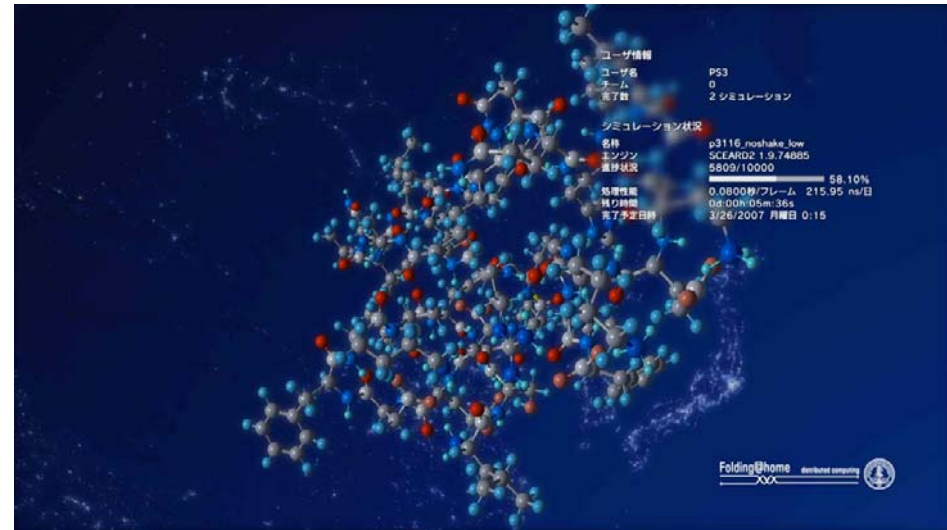 ユーザ情報
ユーザ名 PS3
チーム 0
完了数 2 シミュレーション
シミュレーション状況
名称 p3116_noshake_low
エンジン SCEARD2 1.9.74885
進捗状況 5809/10000
58.10%
処理性能 0.0800秒/フレーム 215.95 ns/日
残り時間 0d:00h:05m:36s
完了予定日時 3/26/2007 月曜日 0:15
Folding@home distributed computing